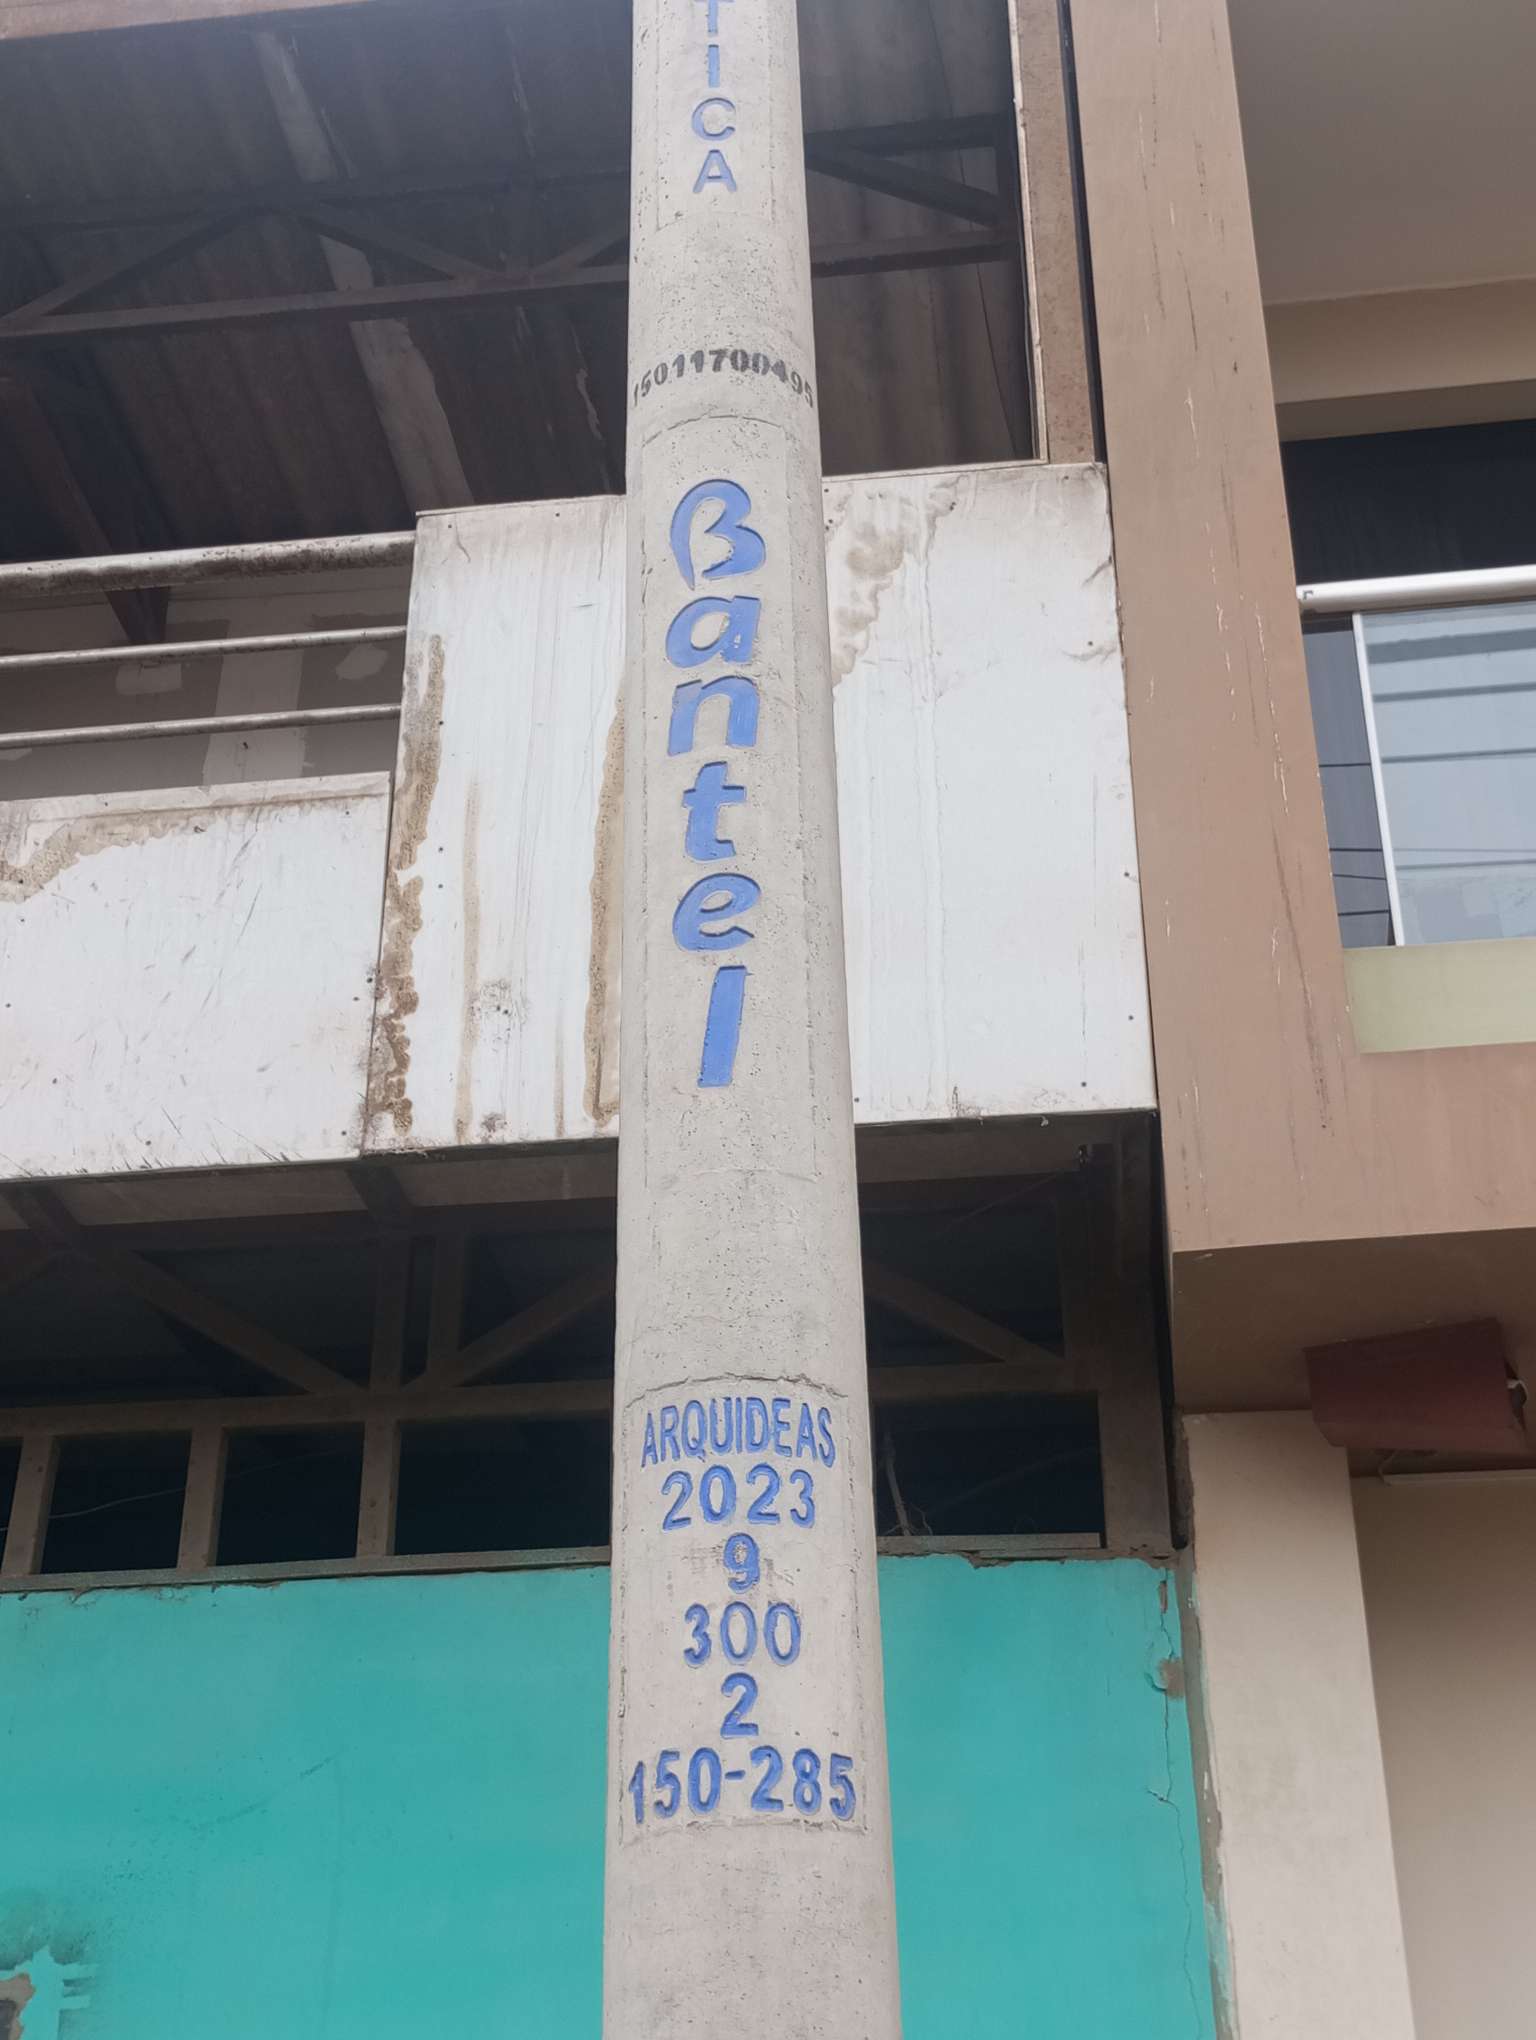 TICA
15011700495
Bantel
ARQUIDEAS
2023
9
300
2
150-285